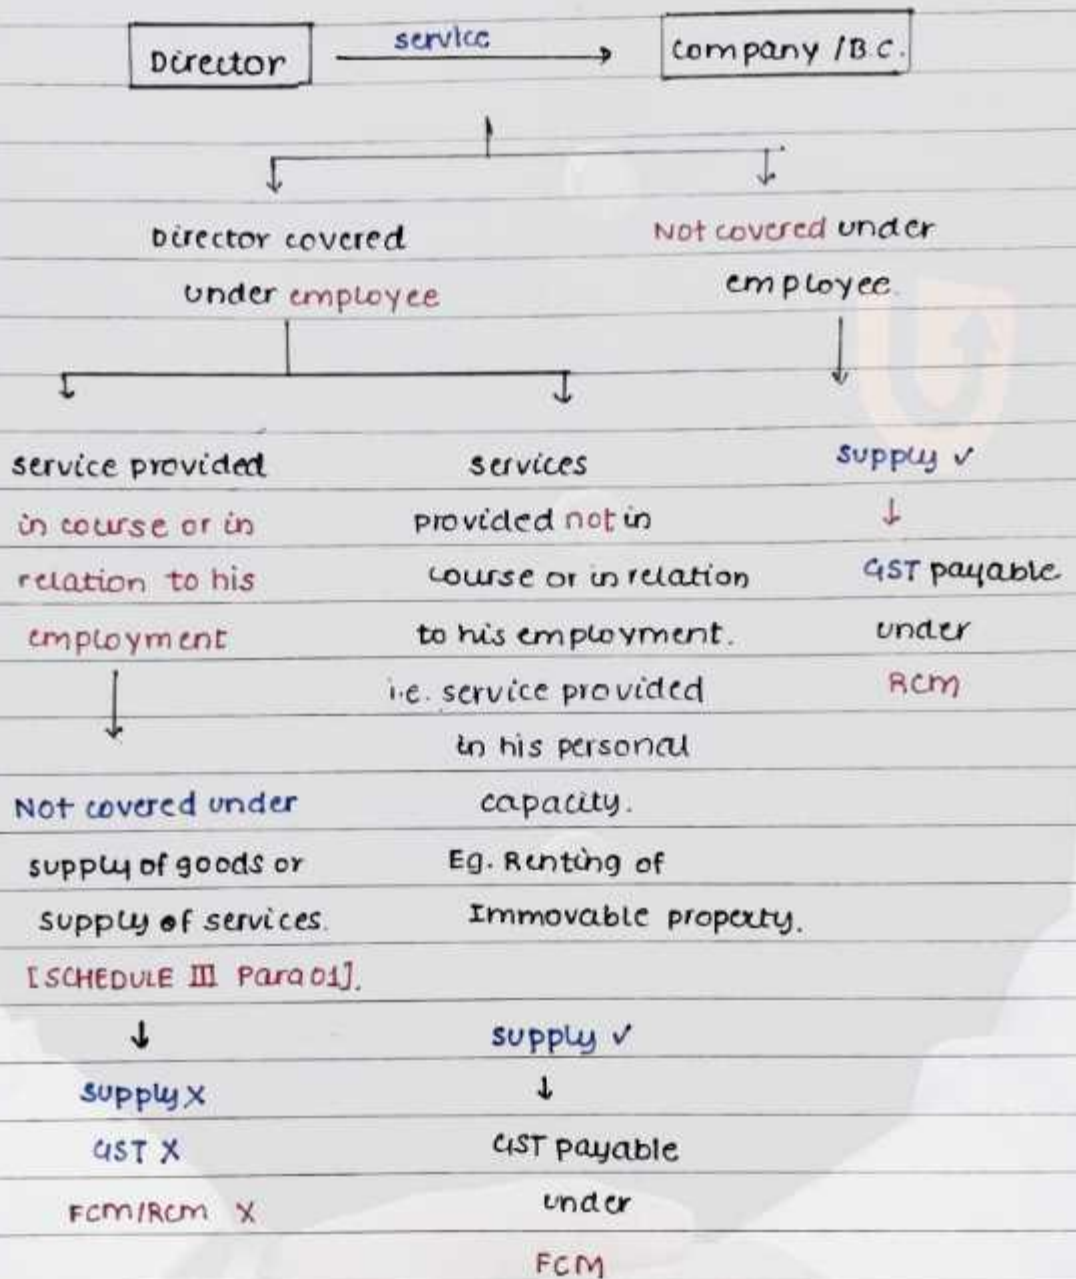 Director
service
Company / B.C.
Director covered
under employee
Not covered under
employee.
service provided
in course or in
relation to his
employment
Not covered under
supply of goods or
supply of services.
[SCHEDULE III Para 01].
↓
supply X
GST X
FCM/RCM X
services
provided not in
course or in relation
to his employment.
i.e. service provided
in his personal
capacity.
Eg. Renting of
Immovable property.
supply ✓
↓
GST payable
under
FCM
supply ✓
↓
GST payable
under
RCM